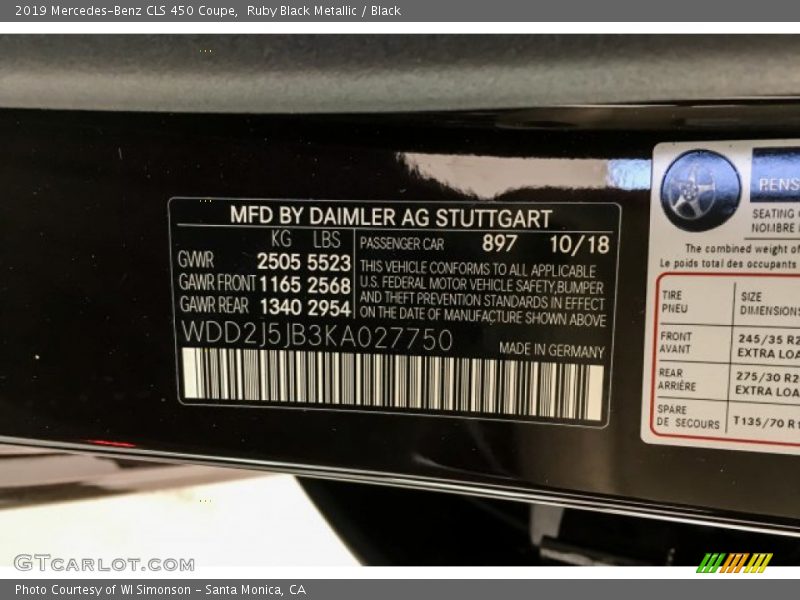 2019 Mercedes-Benz CLS 450 Coupe,  Ruby Black Metallic / Black
MFD BY DAIMLER AG STUTTGART
KG LBS
GVWR 2505 5523
GAWR FRONT 1165 2568
GAWR REAR 1340 2954
PASSENGER CAR 897 10/18
THIS VEHICLE CONFORMS TO ALL APPLICABLE
U.S. FEDERAL MOTOR VEHICLE SAFETY,BUMPER
AND THEFT PREVENTION STANDARDS IN EFFECT
ON THE DATE OF MANUFACTURE SHOWN ABOVE
WDD2J5JB3KA027750
MADE IN GERMANY
SEATING
NOMBRE
The combined weight of
Le poids total des occupants
TIRE SIZE
PNEU DIMENSIONS
FRONT 245/35
AVANT EXTRA
REAR 275/30
ARRIÈRE EXTRA
SPARE
DE SECOURS T135/70
GTCARLOT.COM
Photo Courtesy of WI Simonson - Santa Monica, CA